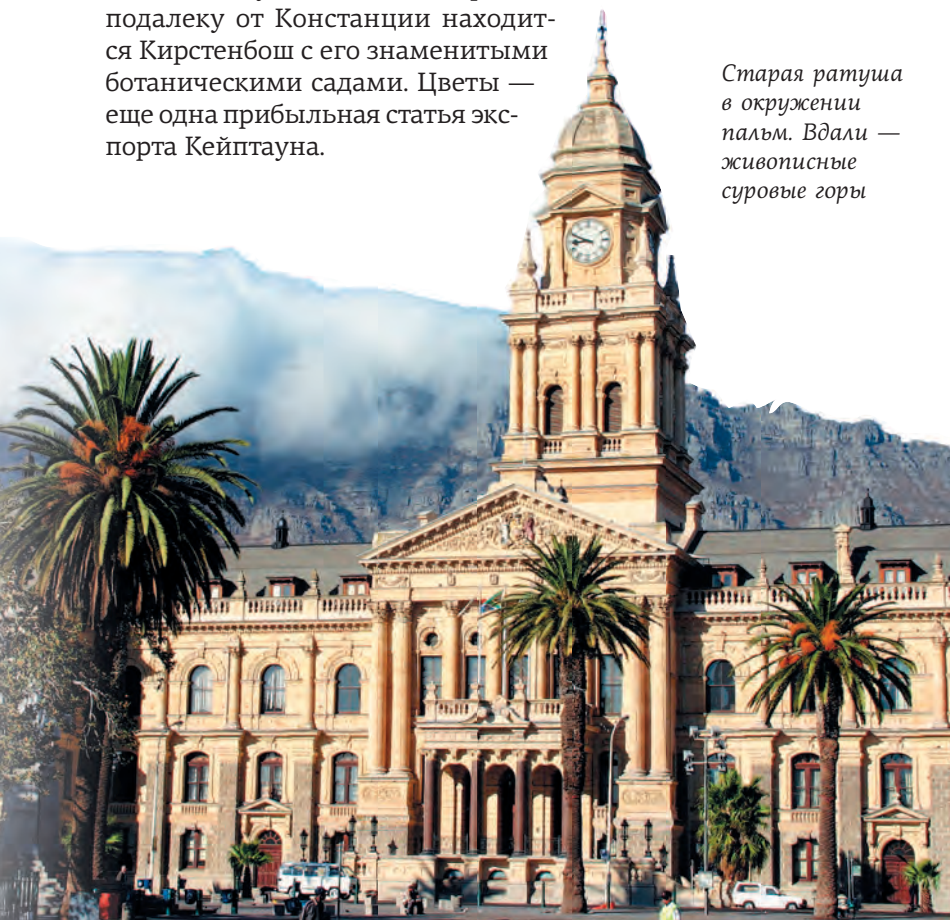 подалеку от Констанции находит-
ся Кирстенбош с его знаменитыми
ботаническими садами. Цветы —
еще одна прибыльная статья экс-
порта Кейптауна.
Старая ратуша
в окружении
пальм. Вдали —
живописные
суровые горы